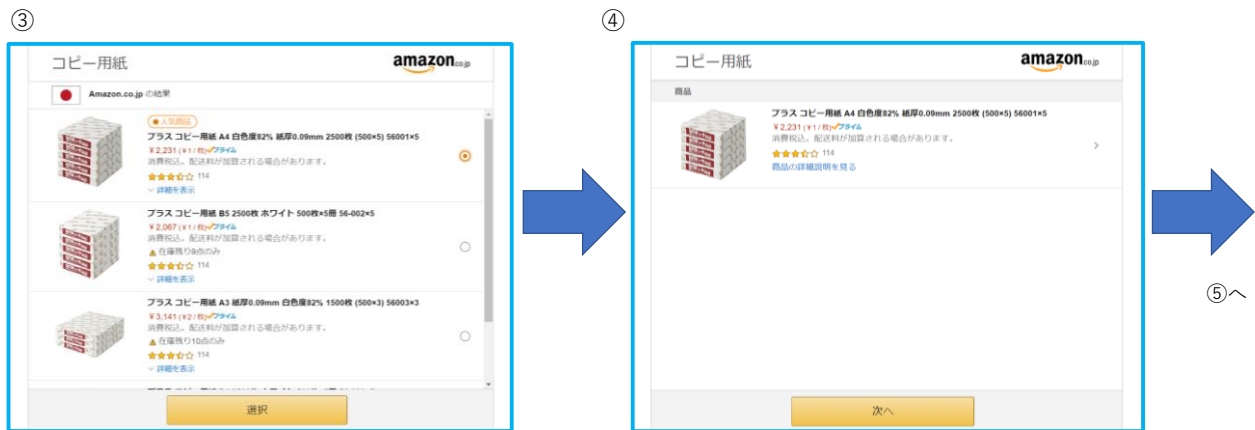 ③
コピー用紙
amazon.co.jp
Amazon.co.jp の結果
人気商品
プラス コピー用紙 A4 白色度82% 紙厚0.09mm 2500枚 (500×5) 56001×5
¥2,231 (¥1 / 枚) プライム
消費税込。配送料が加算される場合があります。
114
詳細を表示
プラス コピー用紙 B5 2500枚 ホワイト 500枚×5冊 56-002×5
¥2,067 (¥1 / 枚) プライム
消費税込。配送料が加算される場合があります。
在庫残り9点のみ
114
詳細を表示
プラス コピー用紙 A3 紙厚0.09mm 白色度82% 1500枚 (500×3) 56003×3
¥3,141 (¥2 / 枚) プライム
消費税込。配送料が加算される場合があります。
在庫残り10点のみ
114
詳細を表示
選択
④
コピー用紙
amazon.co.jp
商品
プラス コピー用紙 A4 白色度82% 紙厚0.09mm 2500枚 (500×5) 56001×5
¥2,231 (¥1 / 枚) プライム
消費税込。配送料が加算される場合があります。
114
商品の詳細説明を見る
次へ
⑤へ